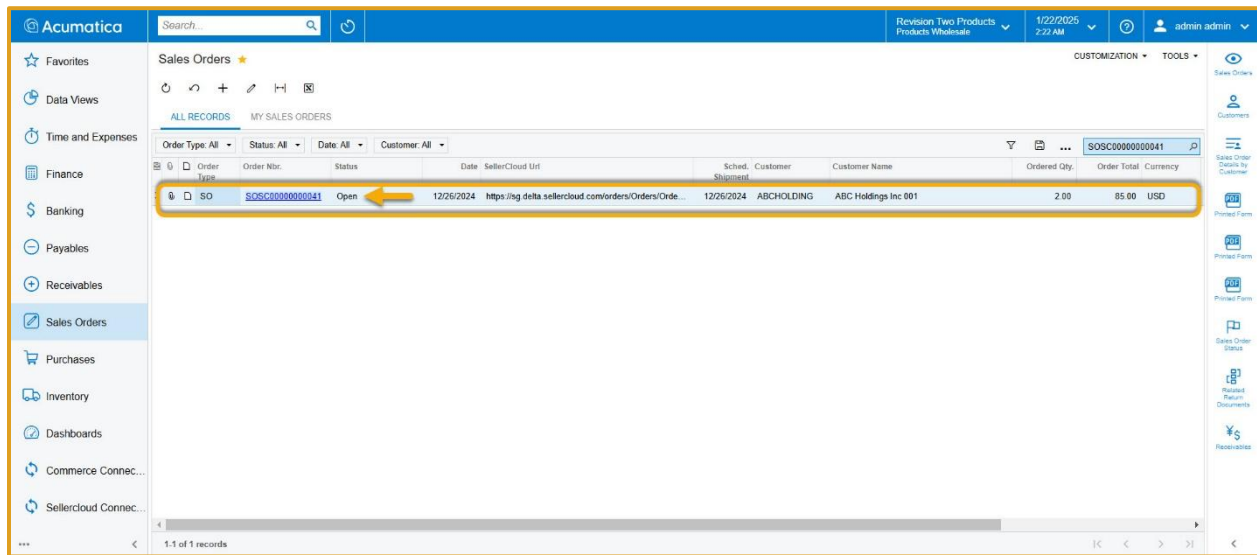 Acumatica
Search...
Revision Two Products
Products Wholesale
1/22/2025
2:22 AM
admin admin
Favorites
Data Views
Time and Expenses
Finance
Banking
Payables
Receivables
Sales Orders
Purchases
Inventory
Dashboards
Commerce Connec...
Sellercloud Connec...
Sales Orders
CUSTOMIZATION
TOOLS
ALL RECORDS MY SALES ORDERS
Order Type: All Status: All Date: All Customer: All SOSC00000000041
Order Type Order Nbr. Status Date SellerCloud Url Sched. Shipment Customer Customer Name Ordered Qty. Order Total Currency
SO SOSC00000000041 Open 12/26/2024 https://sg.delta.sellercloud.com/orders/Orders/Orde... 12/26/2024 ABCHOLDING ABC Holdings Inc 001 2.00 85.00 USD
1-1 of 1 records
Sales Orders
Customers
Sales Order
Details by
Customer
PDF
Printed Form
PDF
Printed Form
PDF
Printed Form
Sales Order
Status
Related
Return
Documents
Receivables